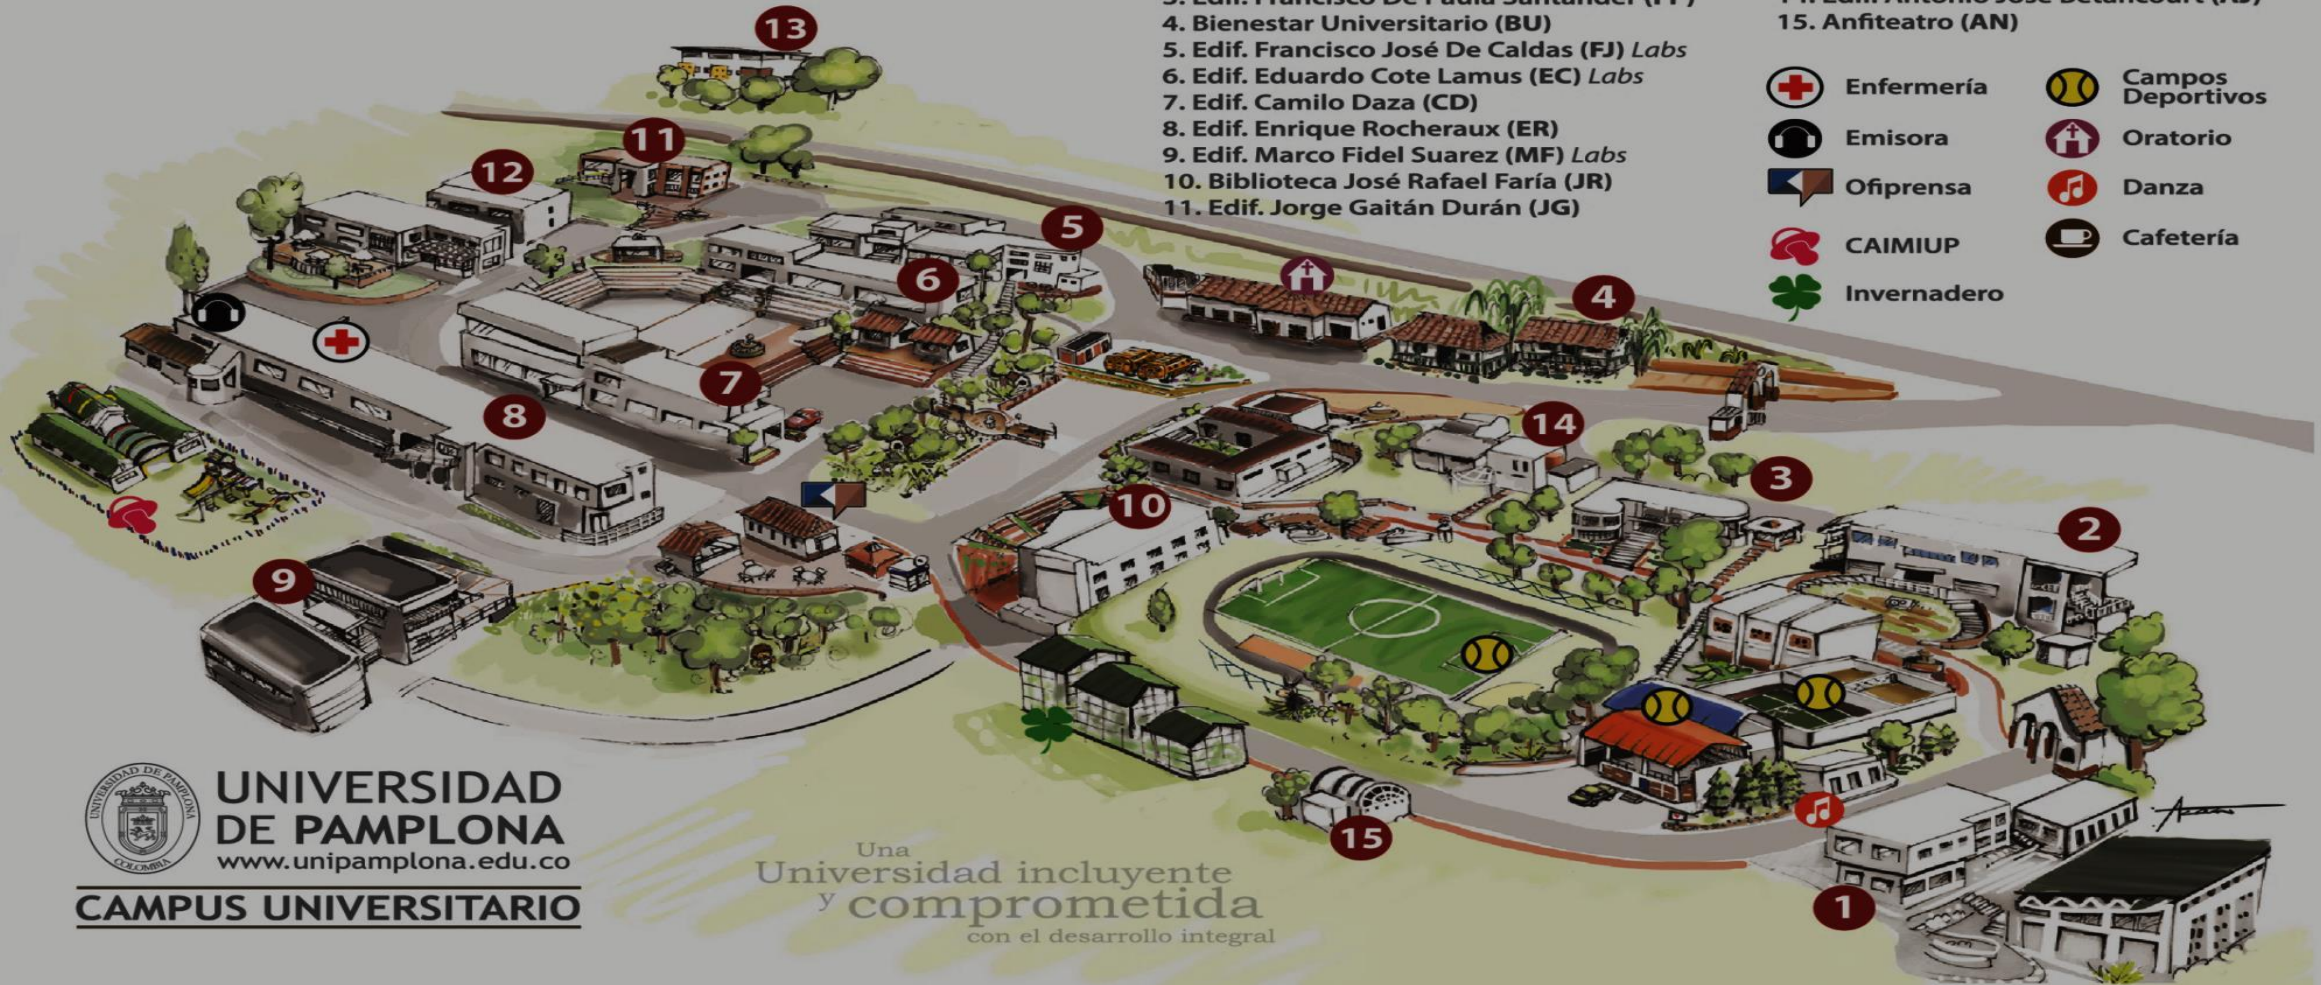 4. Bienestar Universitario (BU)
5. Edif. Francisco José De Caldas (FJ) Labs
6. Edif. Eduardo Cote Lamus (EC) Labs
7. Edif. Camilo Daza (CD)
8. Edif. Enrique Rocheraux (ER)
9. Edif. Marco Fidel Suarez (MF) Labs
10. Biblioteca José Rafael Faría (JR)
11. Edif. Jorge Gaitán Durán (JG)
15. Anfiteatro (AN)
Enfermería
Emisora
Ofiprensa
CAIMIUP
Invernadero
Campos
Deportivos
Oratorio
Danza
Cafetería
13
11
12
5
6
4
7
8
14
3
10
2
9
15
1
UNIVERSIDAD DE PAMPLONA
COLOMBIA
UNIVERSIDAD
DE PAMPLONA
www.unipamplona.edu.co
CAMPUS UNIVERSITARIO
Una
Universidad incluyente
y comprometida
con el desarrollo integral